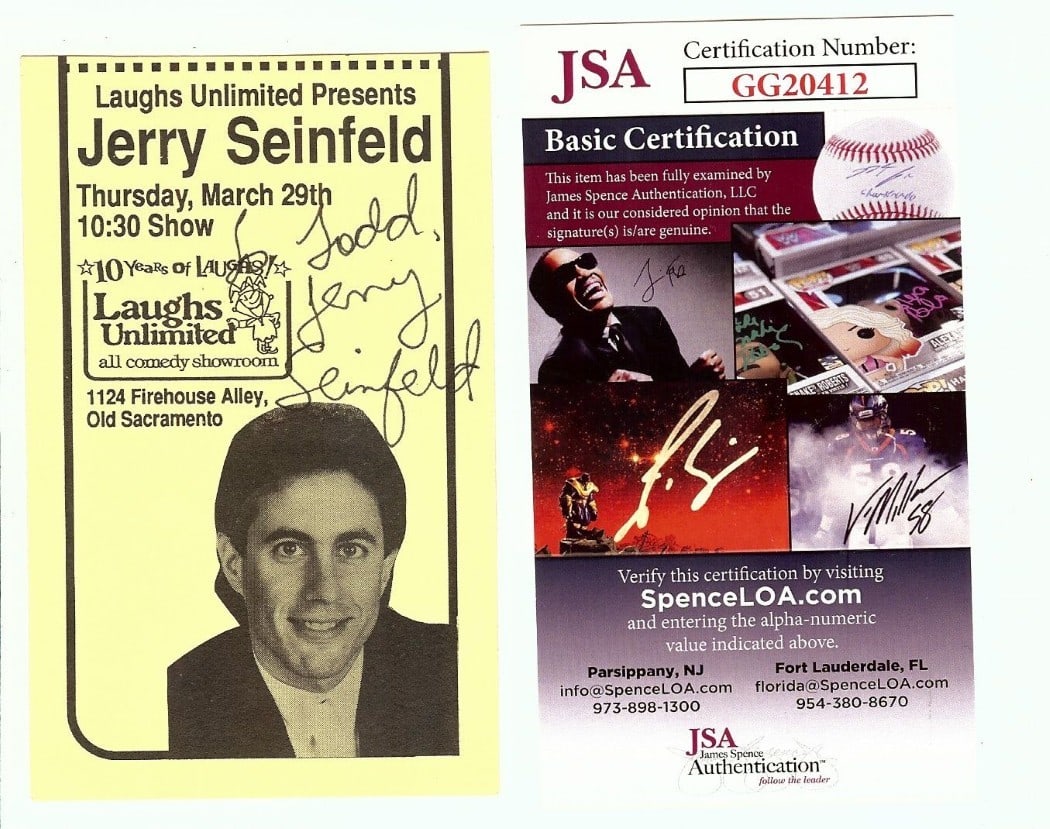 Laughs Unlimited Presents
Jerry Seinfeld
Thursday, March 29th
10:30 Show
To Todd,
Jerry
Seinfeld
☆10 YEARS OF LAUGHS!☆
Laughs
Unlimited
all comedy showroom
1124 Firehouse Alley,
Old Sacramento
JSA
Certification Number:
GG20412
Basic Certification
This item has been fully examined by
James Spence Authentication, LLC
and it is our considered opinion that the
signature(s) is/are genuine.
51
58
Verify this certification by visiting
SpenceLOA.com
and entering the alpha-numeric
value indicated above.
Parsippany, NJ
info@SpenceLOA.com
973-898-1300
Fort Lauderdale, FL
florida@SpenceLOA.com
954-380-8670
JSA
James Spence
Authentication™
follow the leader